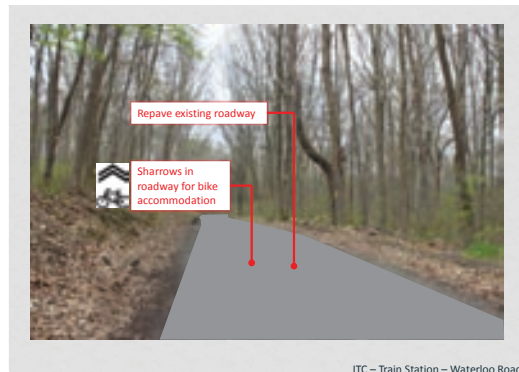 Repave existing roadway
Sharrows in
roadway for bike
accommodation
ITC – Train Station – Waterloo Road